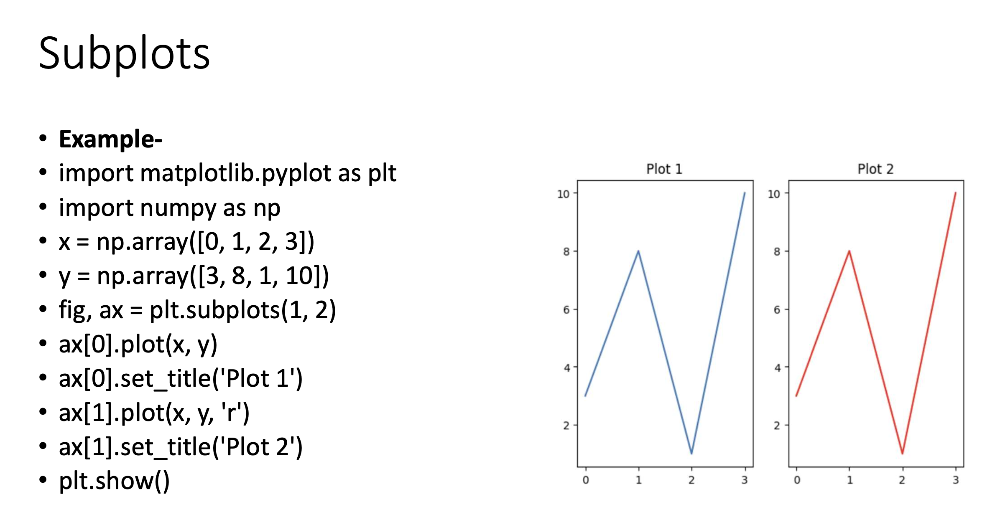 Subplots
• Example-
• import matplotlib.pyplot as plt
• import numpy as np
• x = np.array([0, 1, 2, 3])
• y = np.array([3, 8, 1, 10])
• fig, ax = plt.subplots(1, 2)
• ax[0].plot(x, y)
• ax[0].set_title('Plot 1')
• ax[1].plot(x, y, 'r')
• ax[1].set_title('Plot 2')
• plt.show()
Plot 1
10
8
6
4
2
0 1 2 3
Plot 2
10
8
6
4
2
0 1 2 3